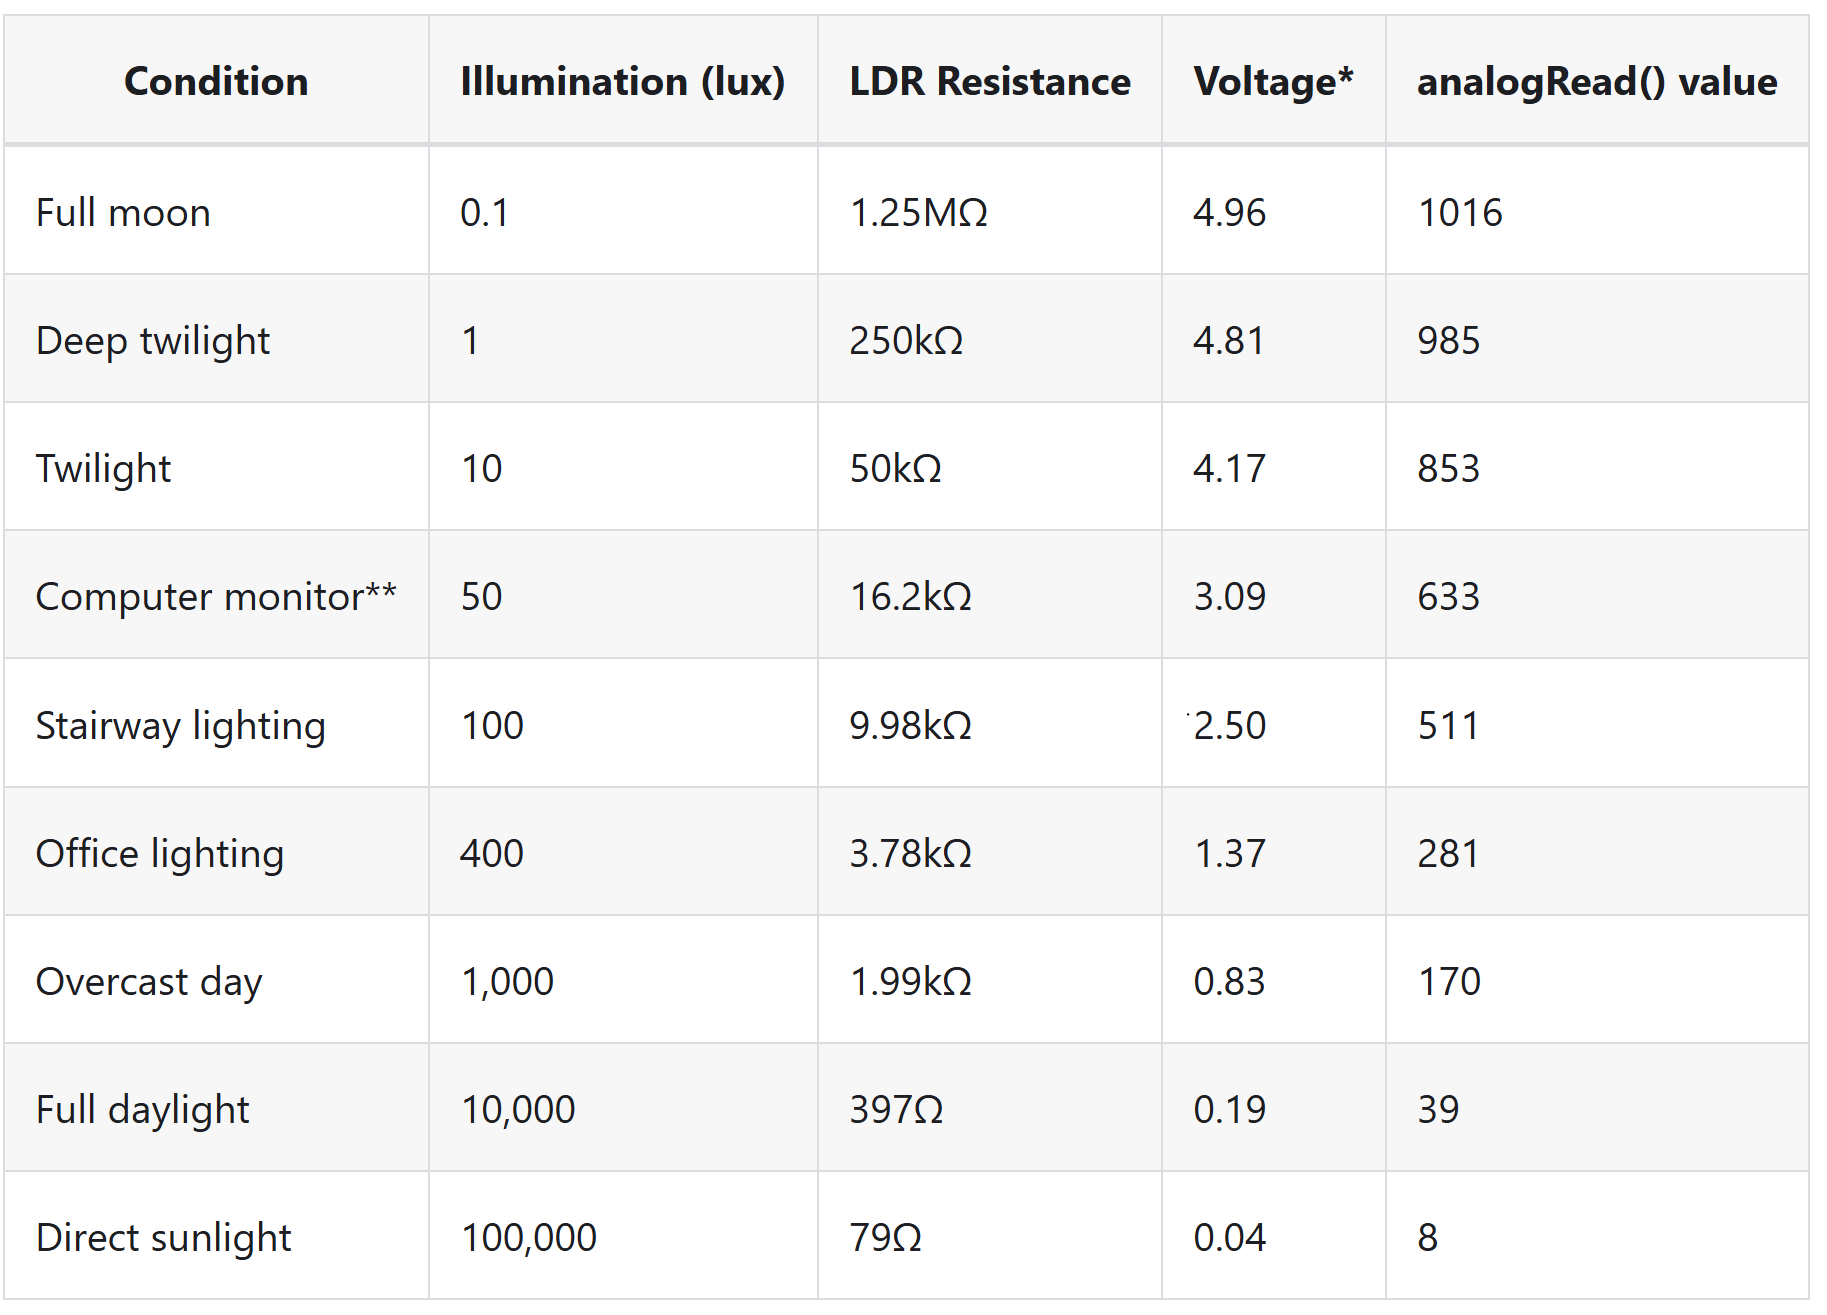 Condition Illumination (lux) LDR Resistance Voltage* analogRead() value
Full moon 0.1 1.25MΩ 4.96 1016
Deep twilight 1 250kΩ 4.81 985
Twilight 10 50kΩ 4.17 853
Computer monitor** 50 16.2kΩ 3.09 633
Stairway lighting 100 9.98kΩ 2.50 511
Office lighting 400 3.78kΩ 1.37 281
Overcast day 1,000 1.99kΩ 0.83 170
Full daylight 10,000 397Ω 0.19 39
Direct sunlight 100,000 79Ω 0.04 8